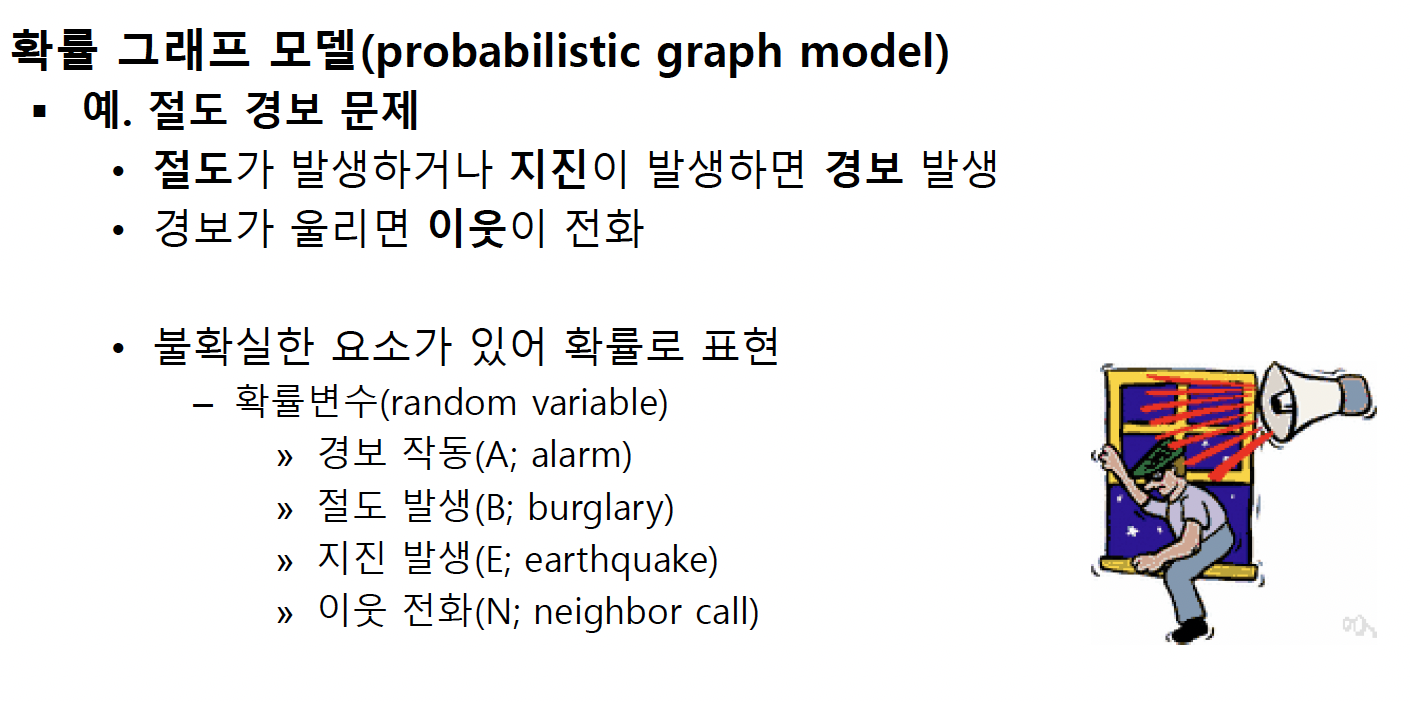 확률 그래프 모델(probabilistic graph model)
▪ 예. 절도 경보 문제
• 절도가 발생하거나 지진이 발생하면 경보 발생
• 경보가 울리면 이웃이 전화
• 불확실한 요소가 있어 확률로 표현
– 확률변수(random variable)
» 경보 작동(A; alarm)
» 절도 발생(B; burglary)
» 지진 발생(E; earthquake)
» 이웃 전화(N; neighbor call)